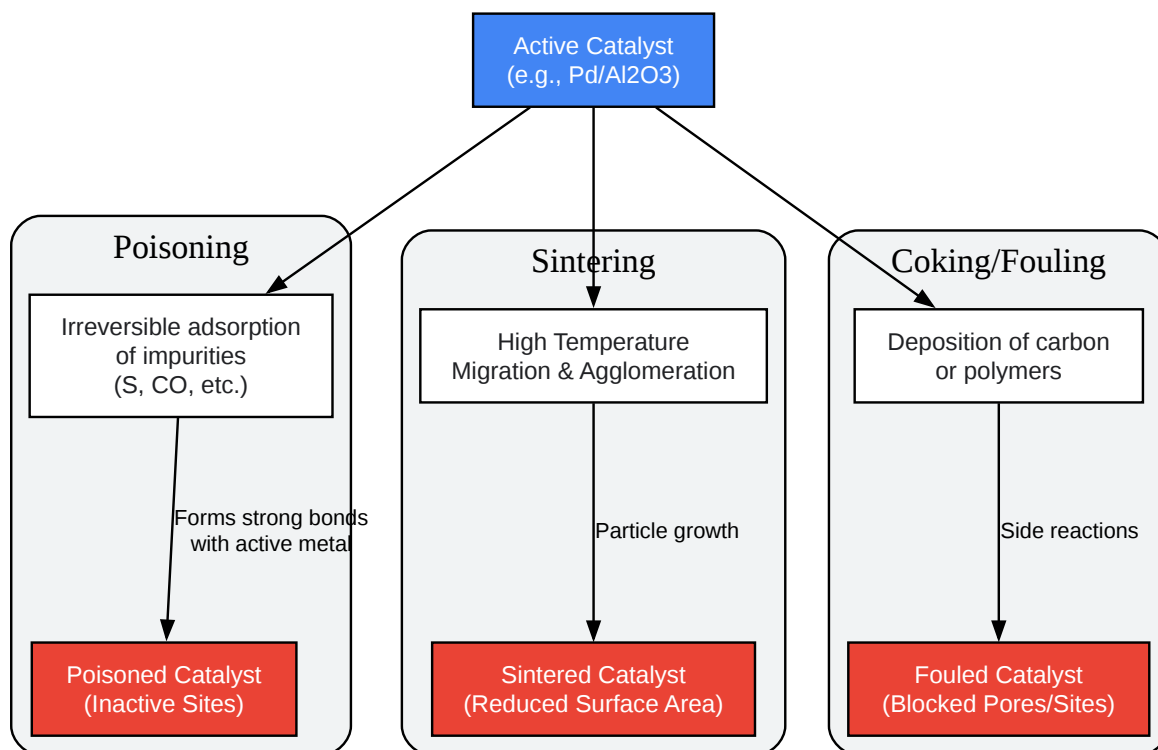 Active Catalyst
(e.g., Pd/Al2O3)
Poisoning
Irreversible adsorption
of impurities
(S, CO, etc.)
Forms strong bonds
with active metal
Poisoned Catalyst
(Inactive Sites)
Sintering
High Temperature
Migration & Agglomeration
Particle growth
Sintered Catalyst
(Reduced Surface Area)
Coking/Fouling
Deposition of carbon
or polymers
Side reactions
Fouled Catalyst
(Blocked Pores/Sites)